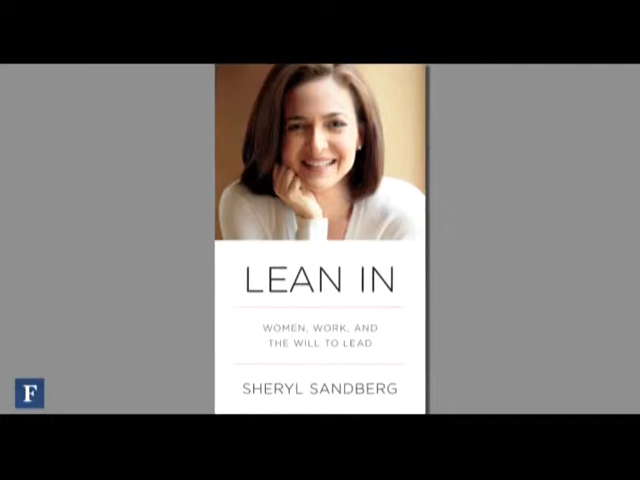 LEAN IN
WOMEN, WORK, AND
THE WILL TO LEAD
SHERYL SANDBERG
F